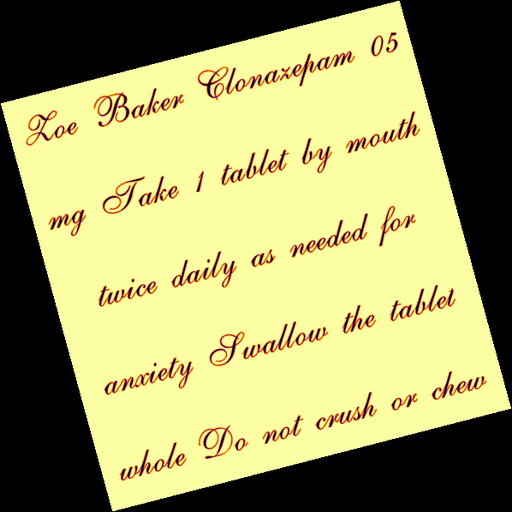 Zoe Baker Clonazepam 05
mg Take 1 tablet by mouth
twice daily as needed for
anxiety Swallow the tablet
whole Do not crush or chew